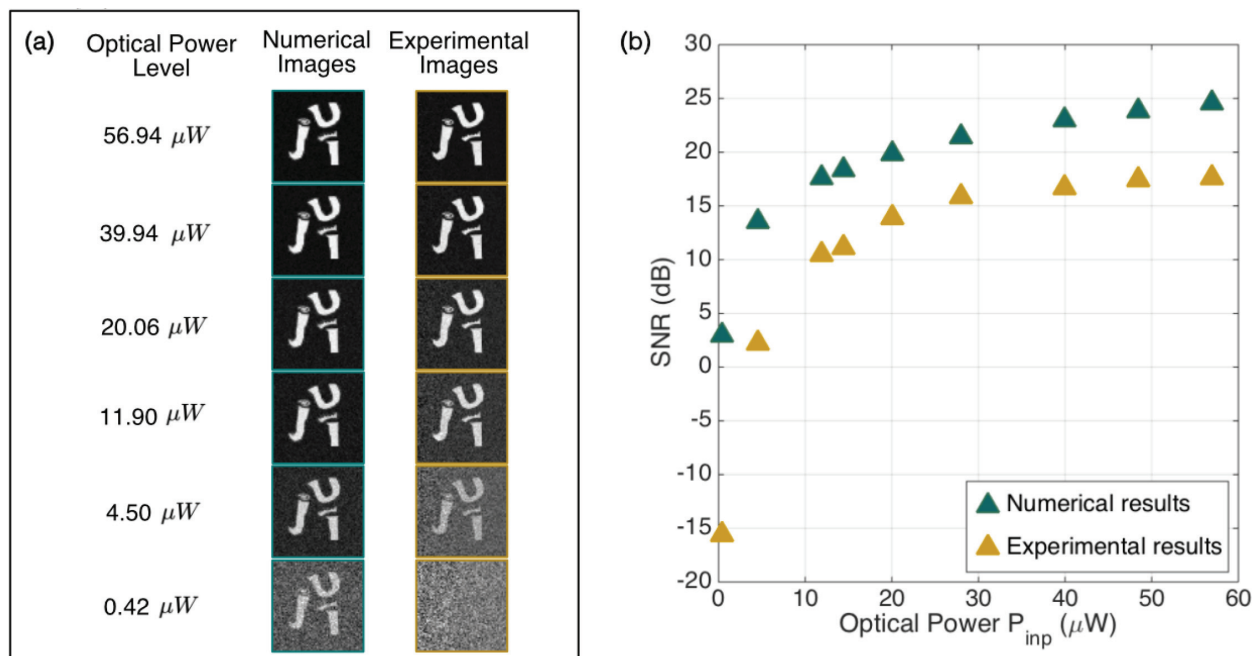 (a)
Optical Power
Level
Numerical
Images
Experimental
Images
56.94 μW
39.94 μW
20.06 μW
11.90 μW
4.50 μW
0.42 μW
(b)
SNR (dB)
30
25
20
15
10
5
0
-5
-10
-15
-20
Numerical results
Experimental results
0 10 20 30 40 50 60
Optical Power P_inp (μW)